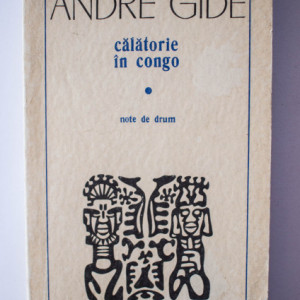 ANDRE GIDE
călătorie
în congo
note de drum